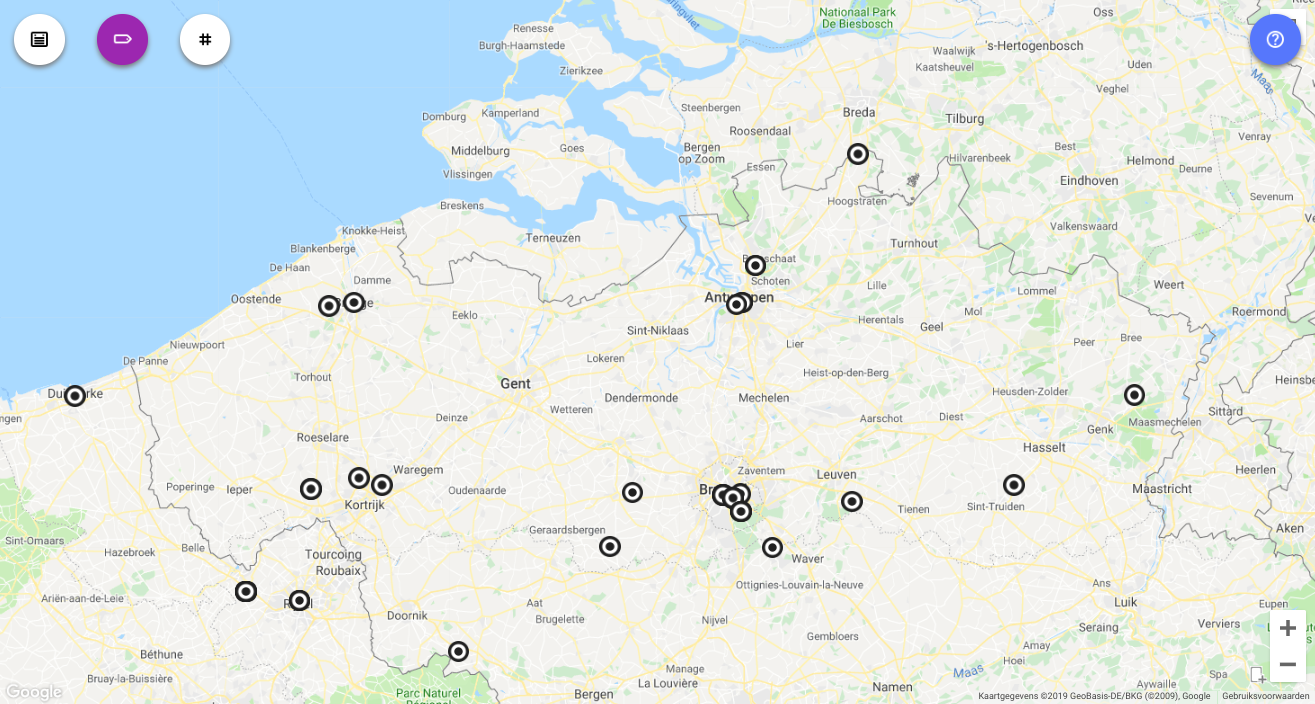 Nationaal Park
De Biesbosch
Oss
Renesse
Burgh-Haamstede
's-Hertogenbosch
Waalwijk
Kaatsheuvel
Uden
Zierikzee
Maas
Veghel
Steenbergen
Domburg
Kamperland
Breda
Tilburg
Roosendaal
Venray
Middelburg
Goes
Bergen
op Zoom
Best
Hilvarenbeek
Helmond
Deurne
Essen
Vlissingen
Eindhoven
Sevenum
Breskens
Hoogstraten
Valkenswaard
Knokke-Heist
Terneuzen
Turnhout
Blankenberge
De Haan
Damme
Schoten
Lille
Lommel
Weert
Oostende
Antwerpen
Eeklo
Mol
Roermond
Sint-Niklaas
Herentals
Geel
Nieuwpoort
Lier
Peer
Bree
De Panne
Lokeren
Torhout
Heist-op-den-Berg
Heinsbe
Gent
Heusden-Zolder
Dendermonde
Mechelen
Wetteren
Sittard
Deinze
Aarschot
Diest
Maasmechelen
Genk
Roeselare
Hasselt
Waregem
Zaventem
Leuven
Heerlen
Poperinge
Ieper
Oudenaarde
Maastricht
Kortrijk
Sint-Truiden
Tienen
Geraardsbergen
Aken
Sint-Omaars
Hazebroek
Belle
Tourcoing
Roubaix
Waver
Ariën-aan-de-Leie
Ottignies-Louvain-la-Neuve
Ans
Aat
Luik
Eupen
Doornik
Brugelette
Nijvel
Seraing
Verviers
Gembloers
Amay
Hoei
Béthune
Manage
La Louvière
Maas
Spa
Bruay-la-Buissière
Namen
Parc Naturel
Régional
Bergen
Google
Kaartgegevens ©2019 GeoBasis-DE/BKG (©2009), Google
Gebruiksvoorwaarden